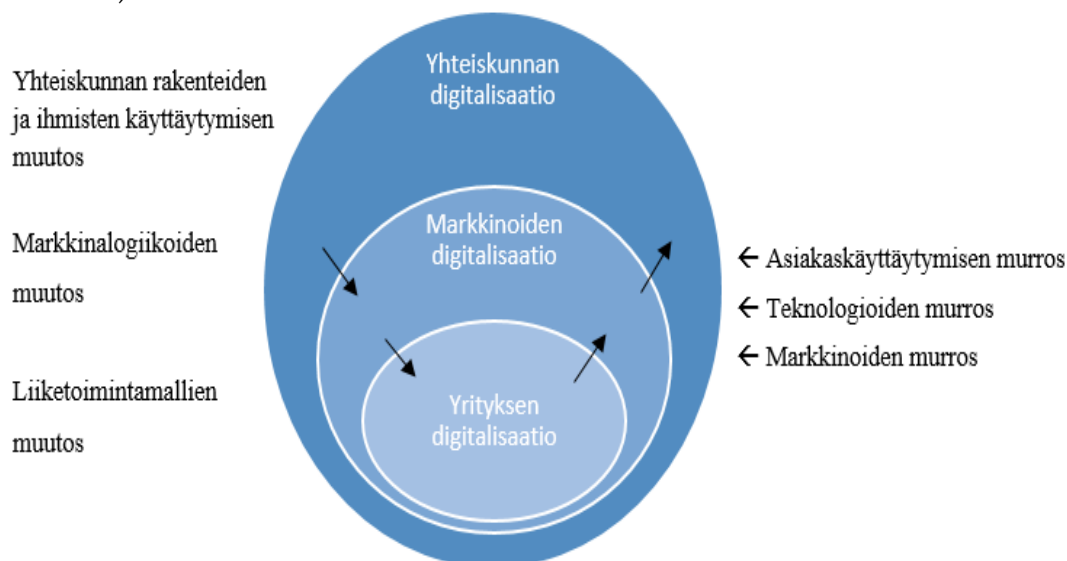 Yhteiskunnan rakenteiden
ja ihmisten käyttäytymisen
muutos
Markkinalogiikoiden
muutos
Liiketoimintamallien
muutos
Yhteiskunnan
digitalisaatio
Markkinoiden
digitalisaatio
Yrityksen
digitalisaatio
← Asiakaskäyttäytymisen murros
← Teknologioiden murros
← Markkinoiden murros